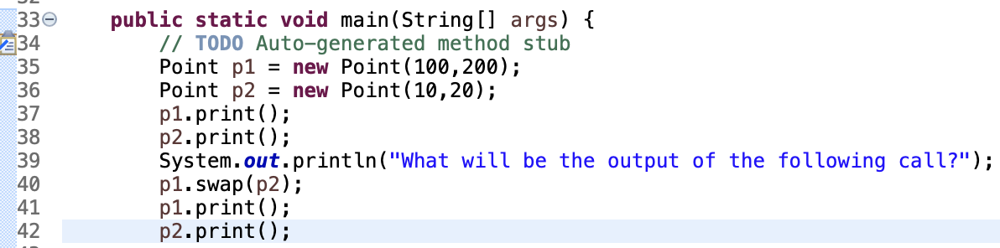 33 public static void main(String[] args) {
34 // TODO Auto-generated method stub
35 Point p1 = new Point(100,200);
36 Point p2 = new Point(10,20);
37 p1.print();
38 p2.print();
39 System.out.println("What will be the output of the following call?");
40 p1.swap(p2);
41 p1.print();
42 p2.print();